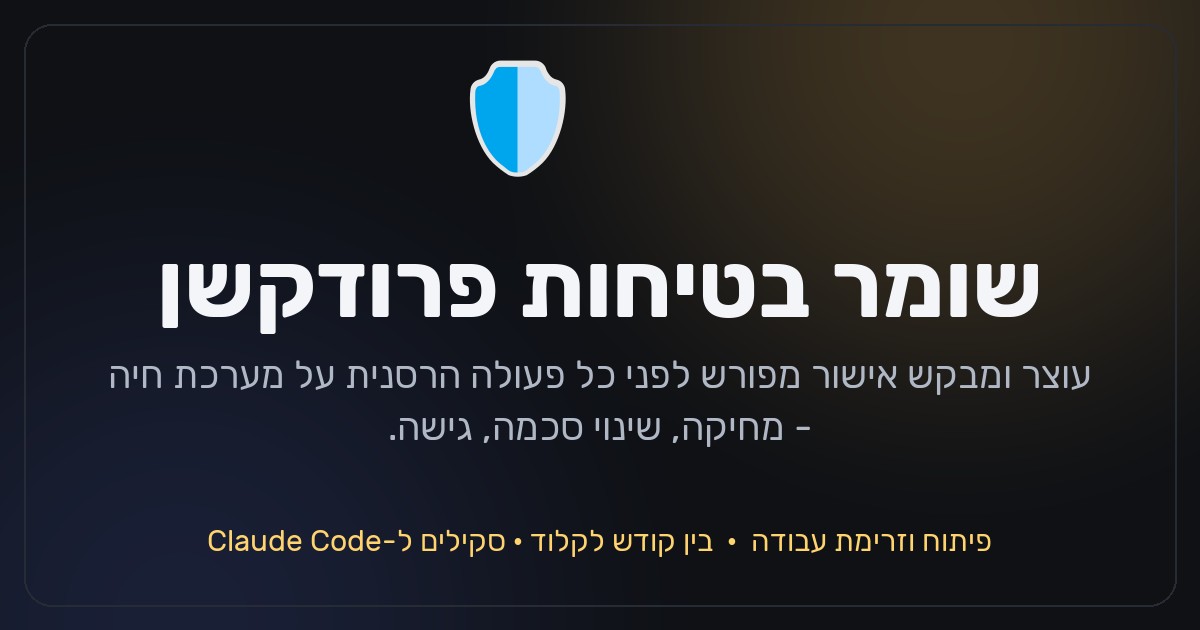 שומר בטיחות פרודקשן
עוצר ומבקש אישור מפורש לפני כל פעולה הרסנית על מערכת חיה
- מחיקה, שינוי סכמה, גישה.
פיתוח וזרימת עבודה • בין קודש לקלוד • סקילים ל-Claude Code